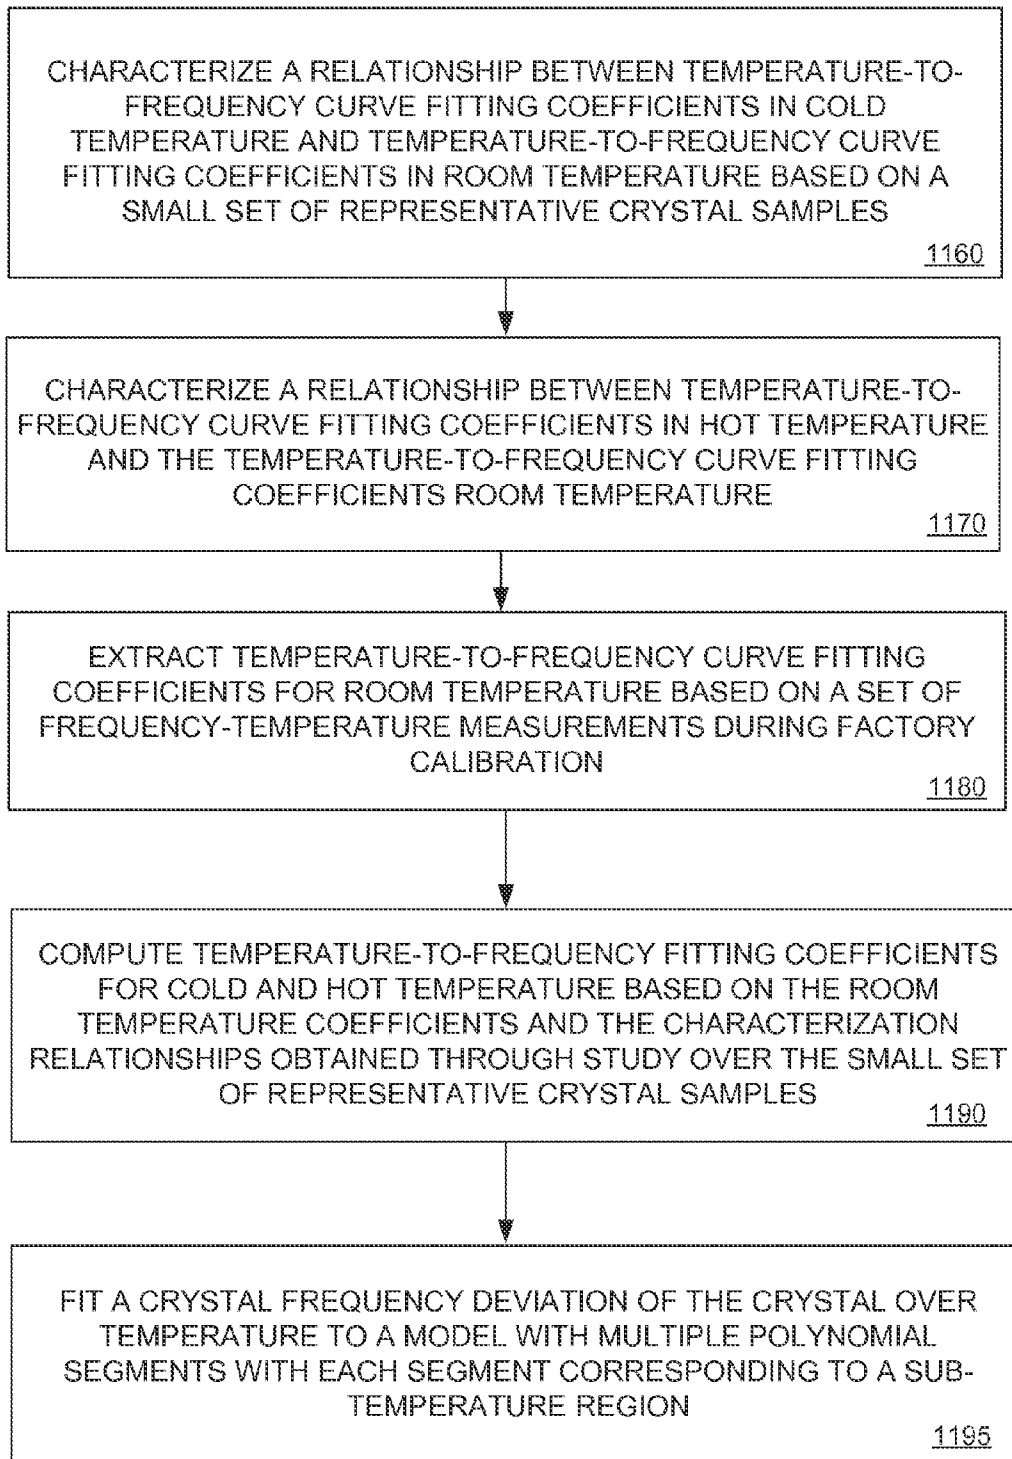 CHARACTERIZE A RELATIONSHIP BETWEEN TEMPERATURE-TO-
FREQUENCY CURVE FITTING COEFFICIENTS IN COLD
TEMPERATURE AND TEMPERATURE-TO-FREQUENCY CURVE
FITTING COEFFICIENTS IN ROOM TEMPERATURE BASED ON A
SMALL SET OF REPRESENTATIVE CRYSTAL SAMPLES
1160
CHARACTERIZE A RELATIONSHIP BETWEEN TEMPERATURE-TO-
FREQUENCY CURVE FITTING COEFFICIENTS IN HOT TEMPERATURE
AND THE TEMPERATURE-TO-FREQUENCY CURVE FITTING
COEFFICIENTS ROOM TEMPERATURE
1170
EXTRACT TEMPERATURE-TO-FREQUENCY CURVE FITTING
COEFFICIENTS FOR ROOM TEMPERATURE BASED ON A SET OF
FREQUENCY-TEMPERATURE MEASUREMENTS DURING FACTORY
CALIBRATION
1180
COMPUTE TEMPERATURE-TO-FREQUENCY FITTING COEFFICIENTS
FOR COLD AND HOT TEMPERATURE BASED ON THE ROOM
TEMPERATURE COEFFICIENTS AND THE CHARACTERIZATION
RELATIONSHIPS OBTAINED THROUGH STUDY OVER THE SMALL SET
OF REPRESENTATIVE CRYSTAL SAMPLES
1190
FIT A CRYSTAL FREQUENCY DEVIATION OF THE CRYSTAL OVER
TEMPERATURE TO A MODEL WITH MULTIPLE POLYNOMIAL
SEGMENTS WITH EACH SEGMENT CORRESPONDING TO A SUB-
TEMPERATURE REGION
1195